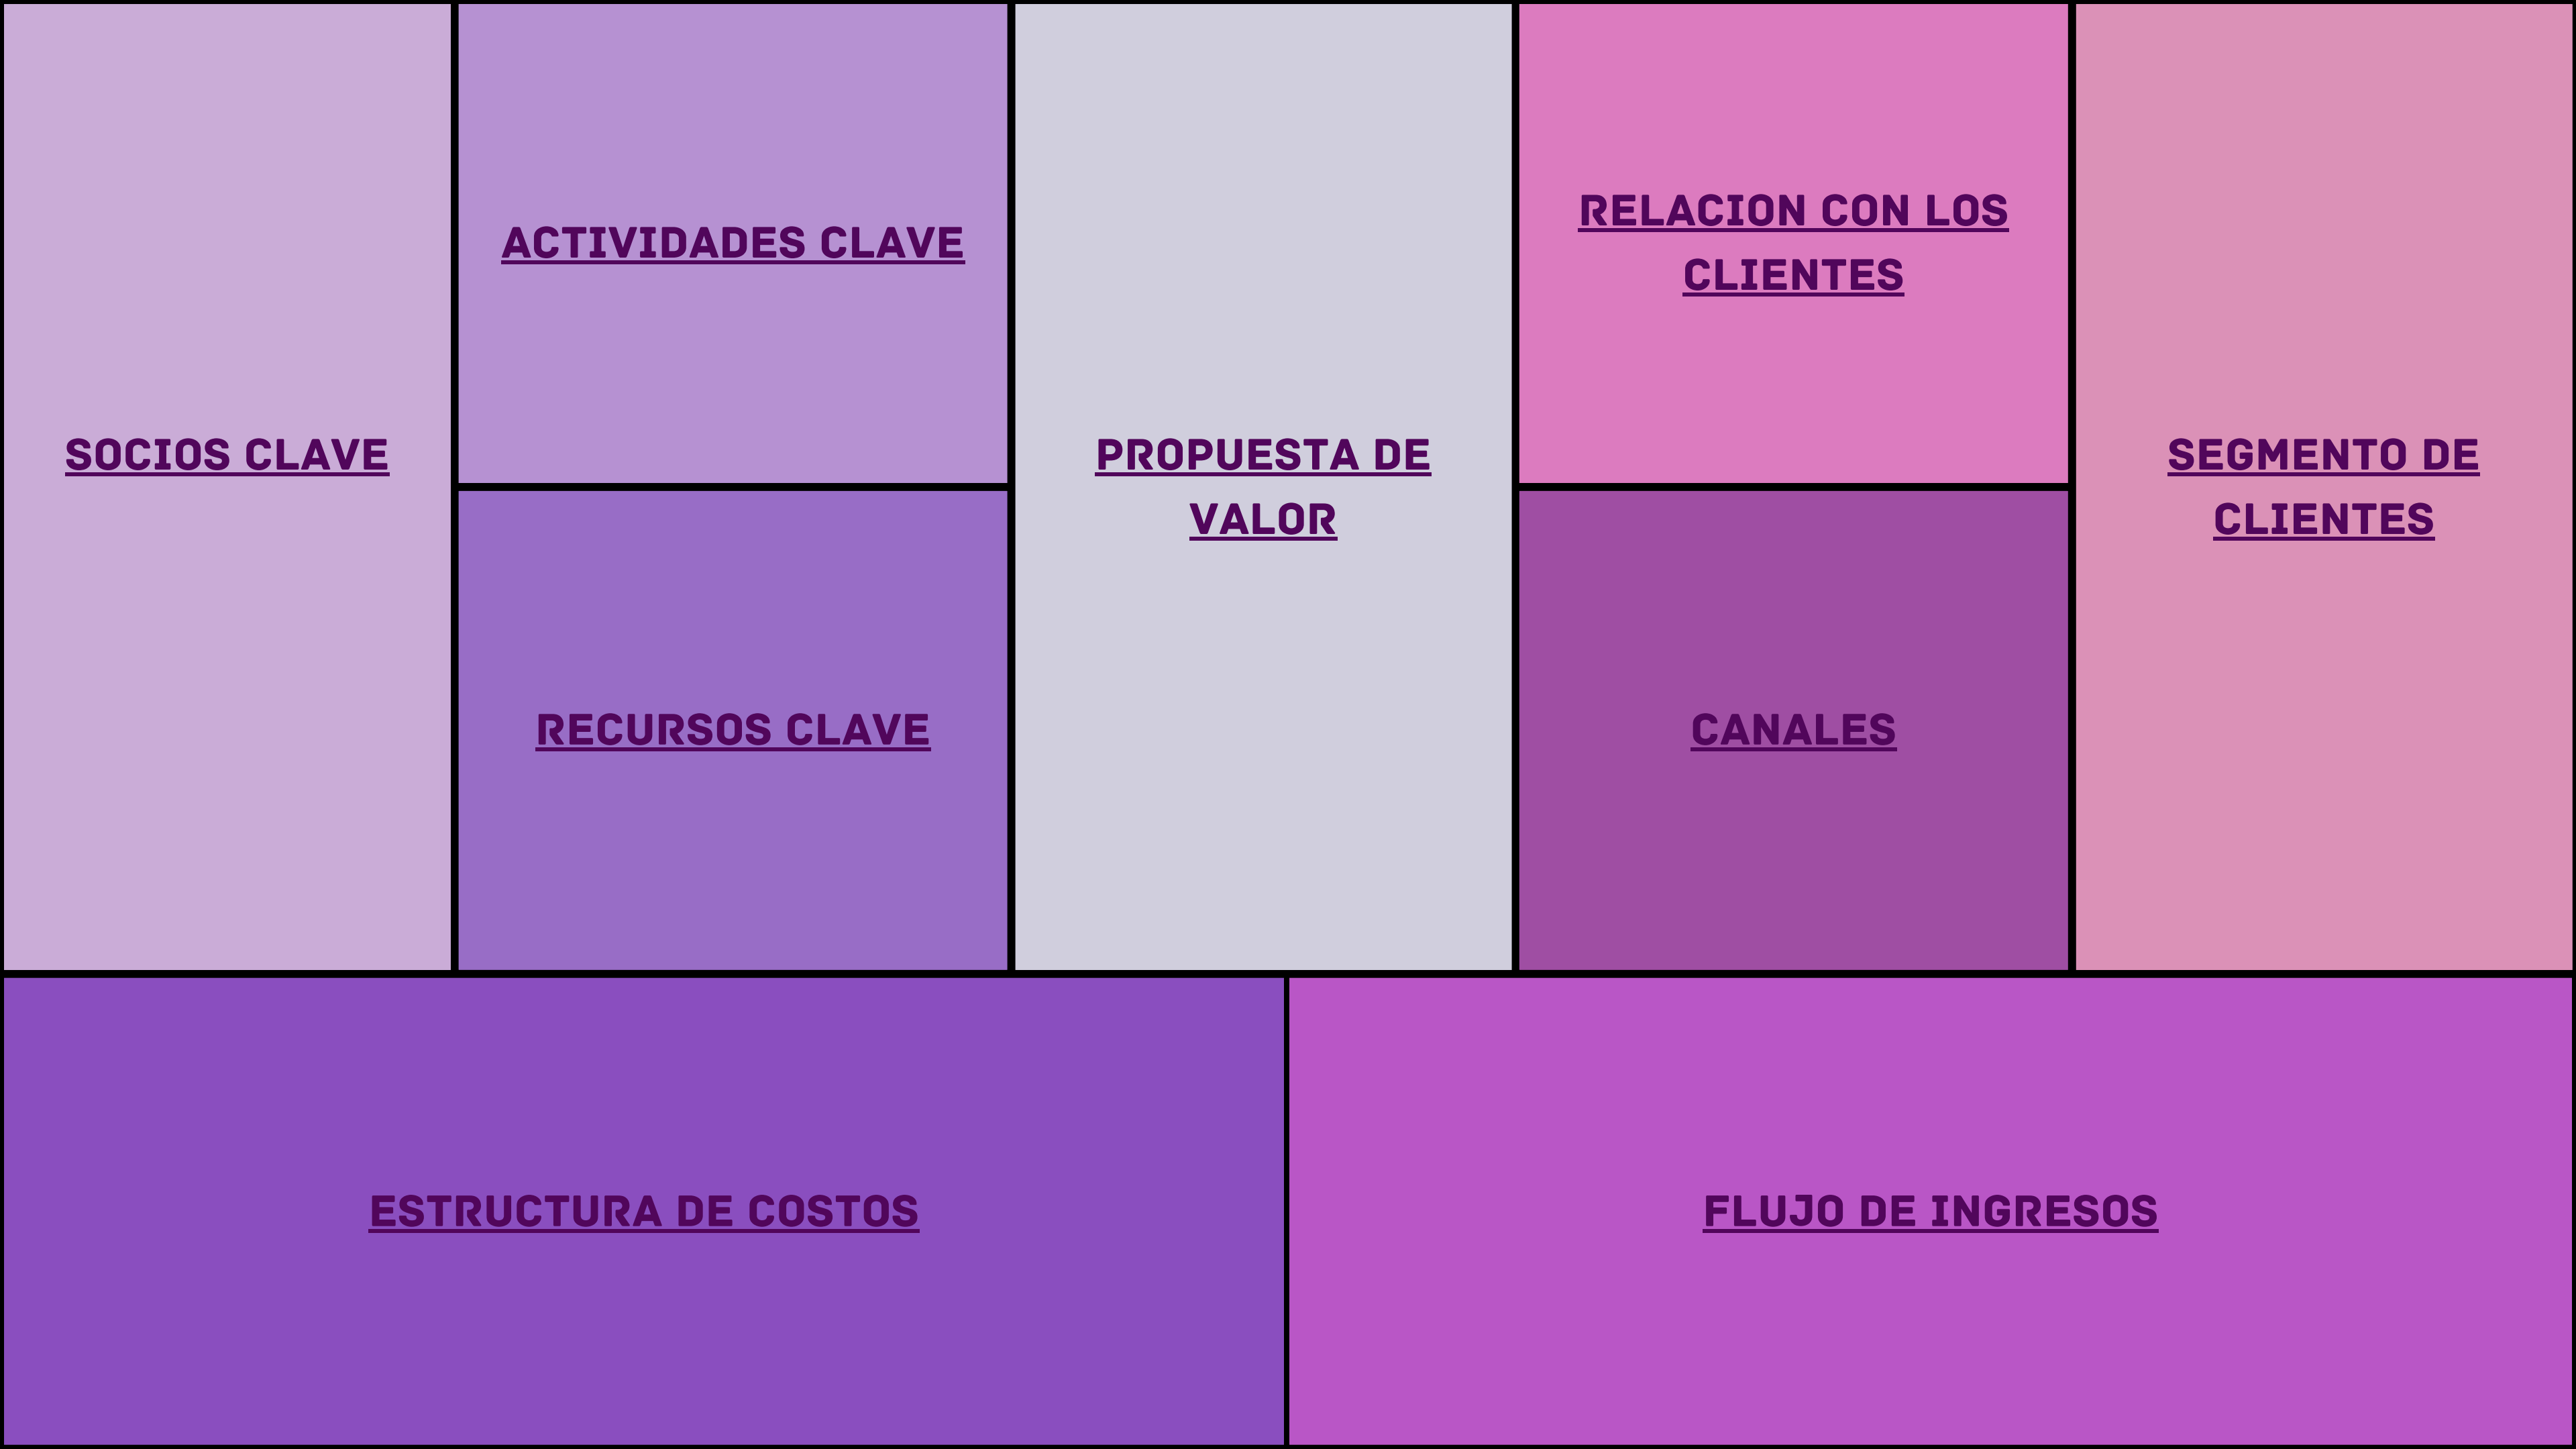 SOCIOS CLAVE
ACTIVIDADES CLAVE
RECURSOS CLAVE
PROPUESTA DE
VALOR
RELACION CON LOS
CLIENTES
CANALES
SEGMENTO DE
CLIENTES
ESTRUCTURA DE COSTOS
FLUJO DE INGRESOS